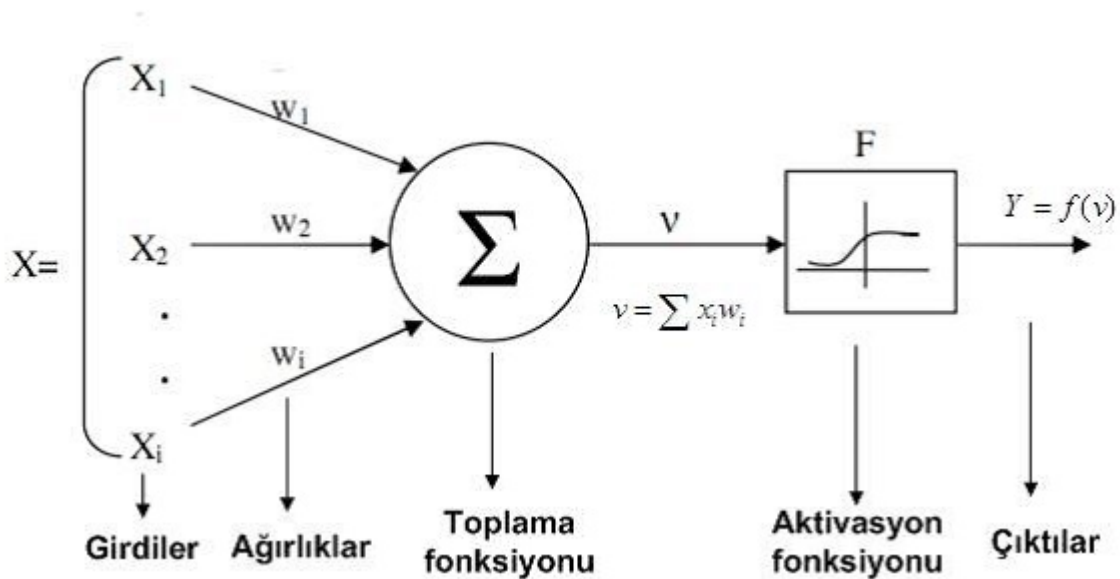 X=
X₁
X₂
.
.
Xᵢ
w₁
w₂
wᵢ
Σ
v
v = ∑ xᵢwᵢ
F
Y = f(v)
Girdiler
Ağırlıklar
Toplama
fonksiyonu
Aktivasyon
fonksiyonu
Çıktılar